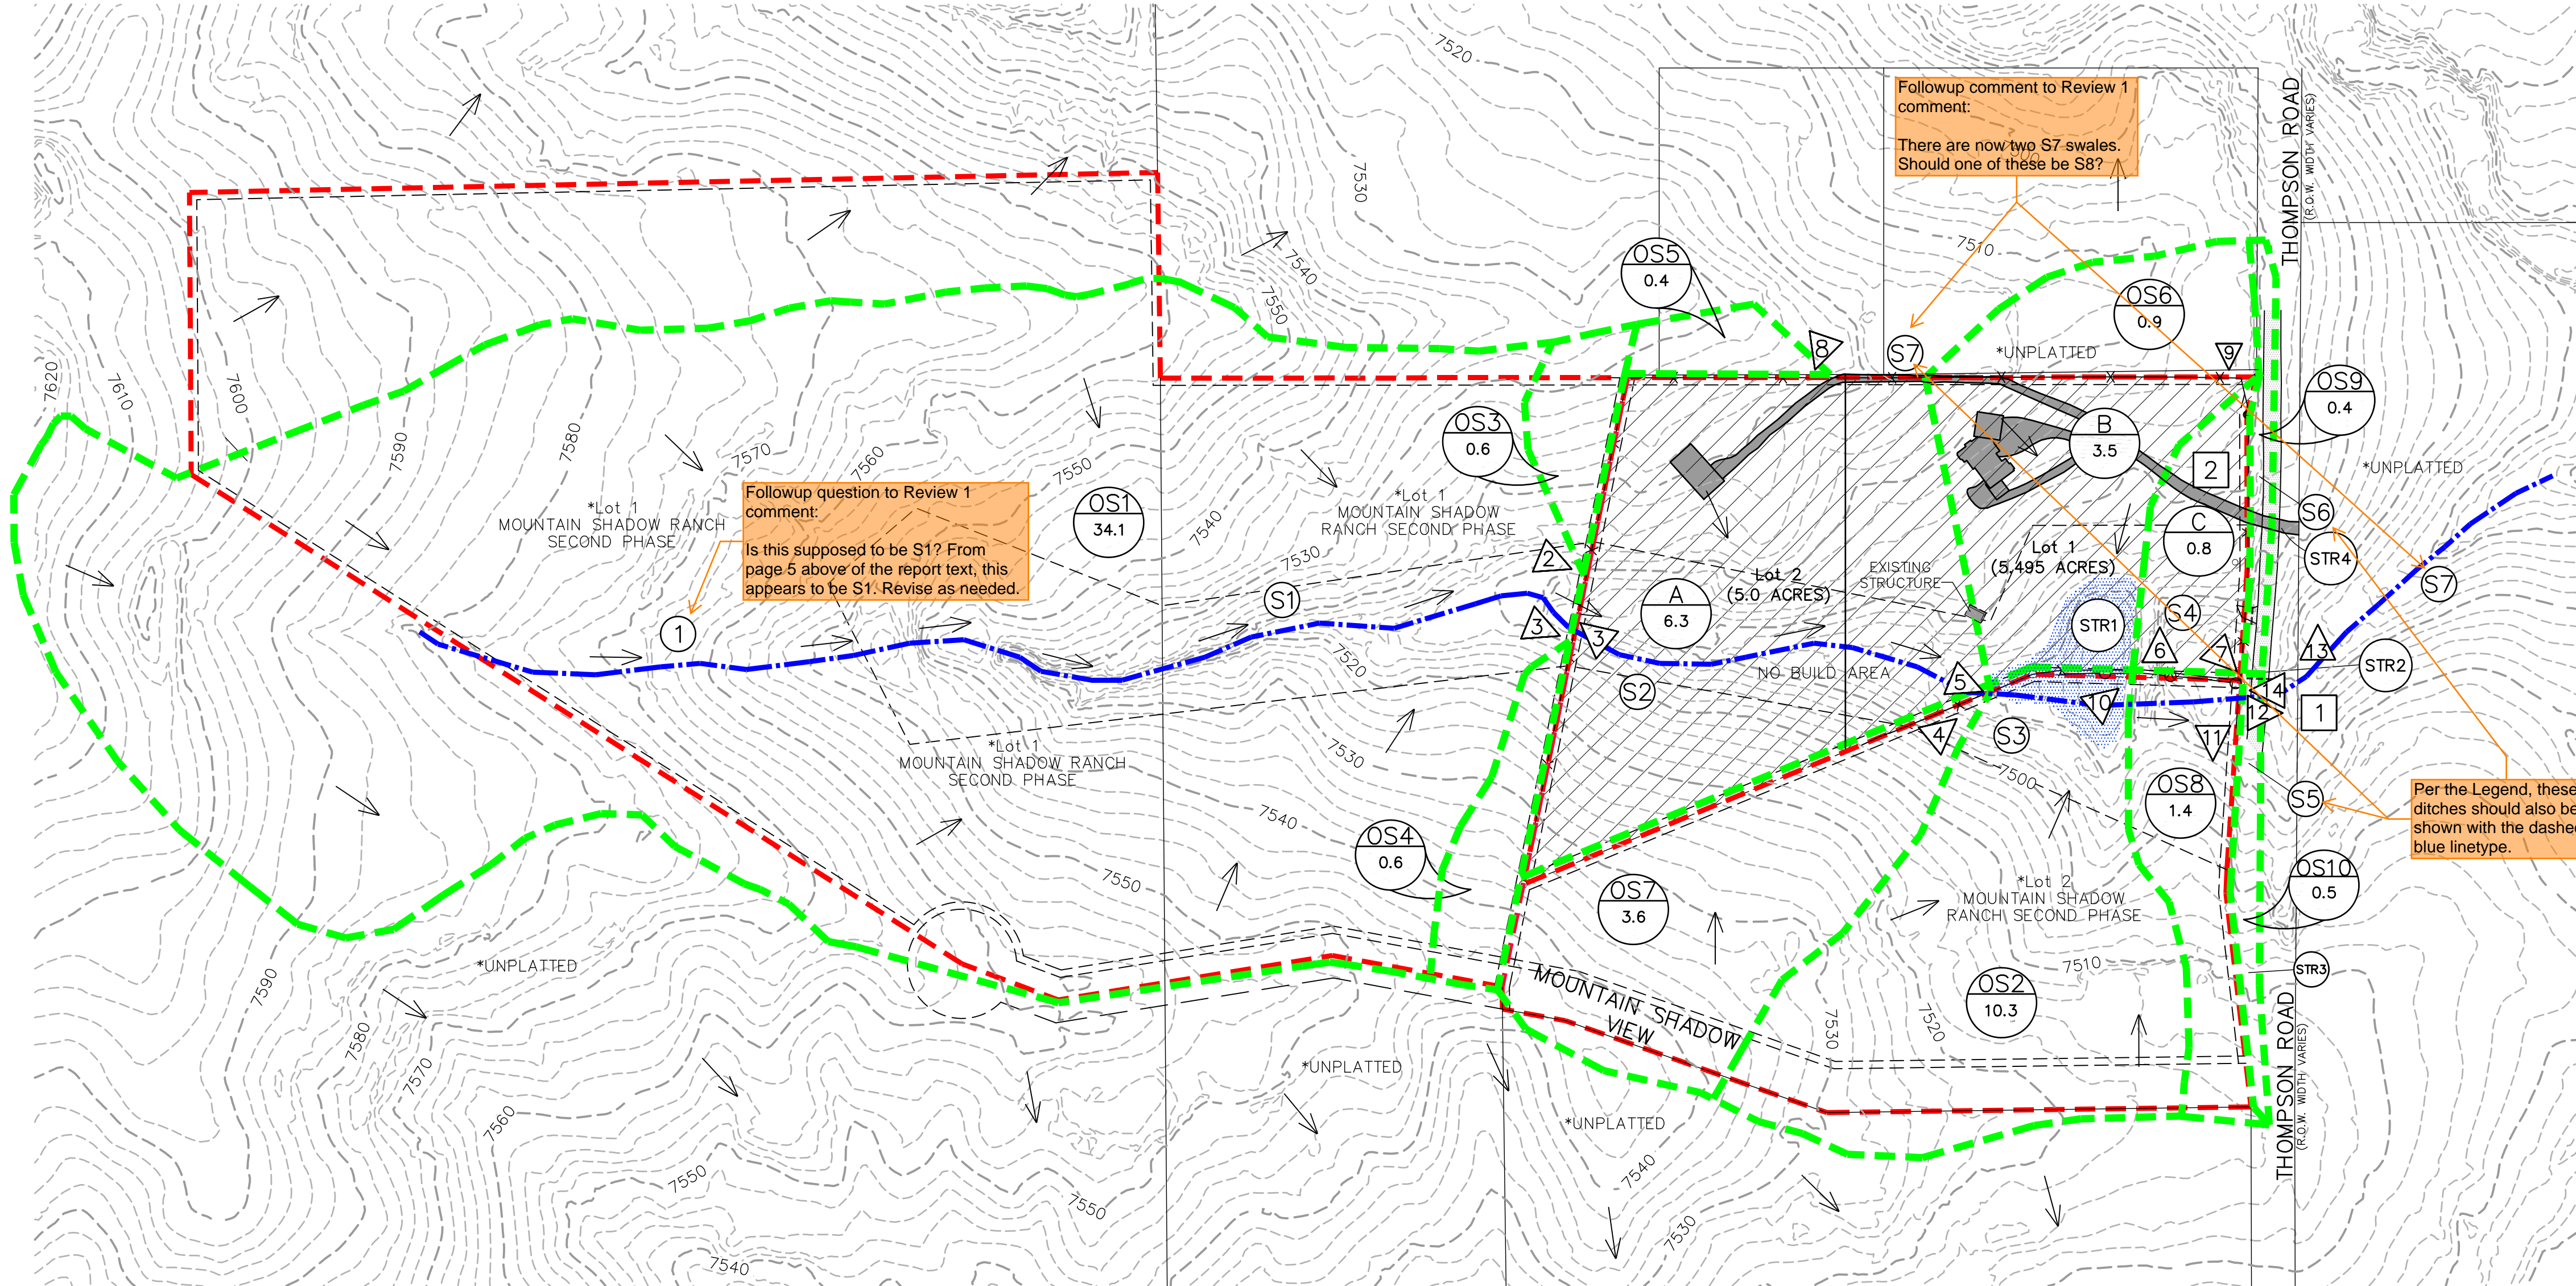 7520
Followup comment to Review 1
comment:
There are now two S7 swales.
Should one of these be S8?
THOMPSON ROAD
(R.O.W. WIDTH VARIES)
7530
7540
7550
7510
OS5
0.4
OS6
0.9
8
S7
*UNPLATTED
9
7620
7610
7600
7590
7580
7570
7560
7550
7540
7530
OS3
0.6
OS9
0.4
B
3.5
2
*UNPLATTED
*Lot 1
MOUNTAIN SHADOW RANCH
SECOND PHASE
Followup question to Review 1
comment:
Is this supposed to be S1? From
page 5 above of the report text, this
appears to be S1. Revise as needed.
OS1
34.1
*Lot 1
MOUNTAIN SHADOW
RANCH SECOND PHASE
S6
C
0.8
STR4
Lot 1
(5.495 ACRES)
EXISTING
STRUCTURE
Lot 2
(5.0 ACRES)
2
S7
1
S1
3
3
A
6.3
STR1
S4
6
7
13
STR2
7520
S2
NO BUILD AREA
5
10
14
12
1
11
4
S3
*Lot 1
MOUNTAIN SHADOW RANCH
SECOND PHASE
7530
7500
7540
OS8
1.4
S5
Per the Legend, these
ditches should also be
shown with the dashed
blue linetype.
OS4
0.6
7550
OS7
3.6
*Lot 2
MOUNTAIN SHADOW
RANCH SECOND PHASE
OS10
0.5
*UNPLATTED
7590
7580
7570
7560
7550
7550
7540
MOUNTAIN SHADOW
VIEW
OS2
10.3
7510
STR3
7530
7520
*UNPLATTED
*UNPLATTED
7540
7530
THOMPSON ROAD
(R.O.W. WIDTH VARIES)